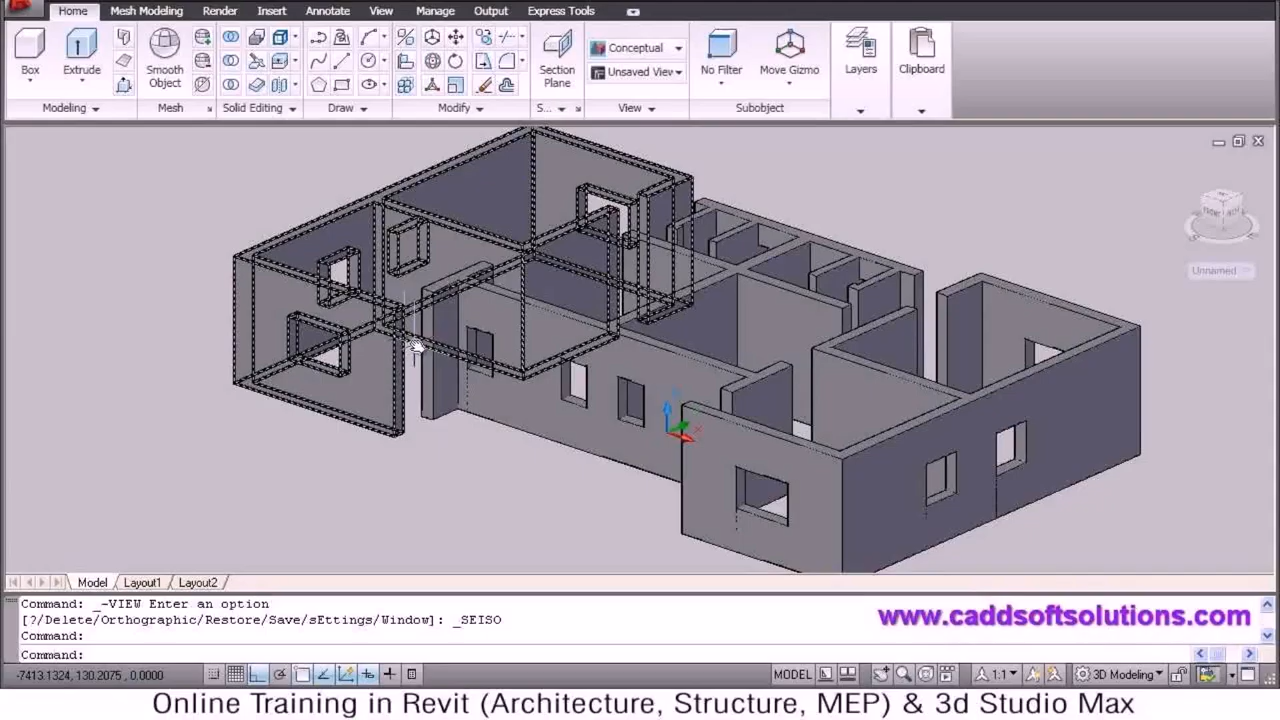 Home Mesh Modeling Render Insert Annotate View Manage Output Express Tools
Conceptual
Unsaved View
Box Extrude Smooth Object Section Plane No Filter Move Gizmo Layers Clipboard
Modeling Mesh Solid Editing Draw Modify S... View Subobject
Unnamed
Model Layout1 Layout2
Command: _-VIEW Enter an option
[?/Delete/Orthographic/Restore/Save/sEttings/Window]: _SEISO
Command:
Command:
www.caddsoftsolutions.com
-7413.1324, 130.2075 , 0.0000 MODEL 1:1 3D Modeling
Online Training in Revit (Architecture, Structure, MEP) & 3d Studio Max